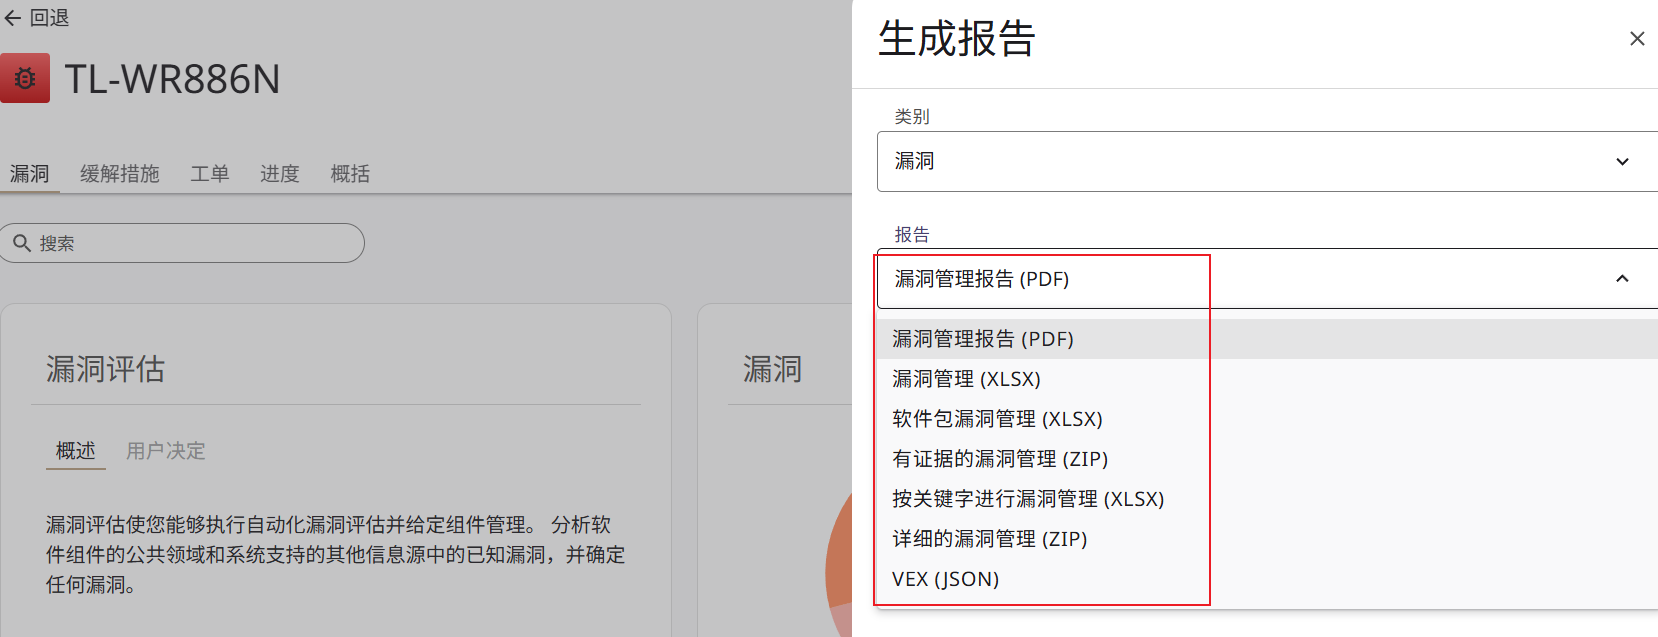 回退
TL-WR886N
漏洞
缓解措施
工单
进度
概括
搜索
漏洞评估
概述
用户决定
漏洞评估使您能够执行自动化漏洞评估并给定组件管理。 分析软
件组件的公共领域和系统支持的其他信息源中的已知漏洞，并确定
任何漏洞。
漏洞
生成报告
类别
漏洞
报告
漏洞管理报告 (PDF)
漏洞管理报告 (PDF)
漏洞管理 (XLSX)
软件包漏洞管理 (XLSX)
有证据的漏洞管理 (ZIP)
按关键字进行漏洞管理 (XLSX)
详细的漏洞管理 (ZIP)
VEX (JSON)